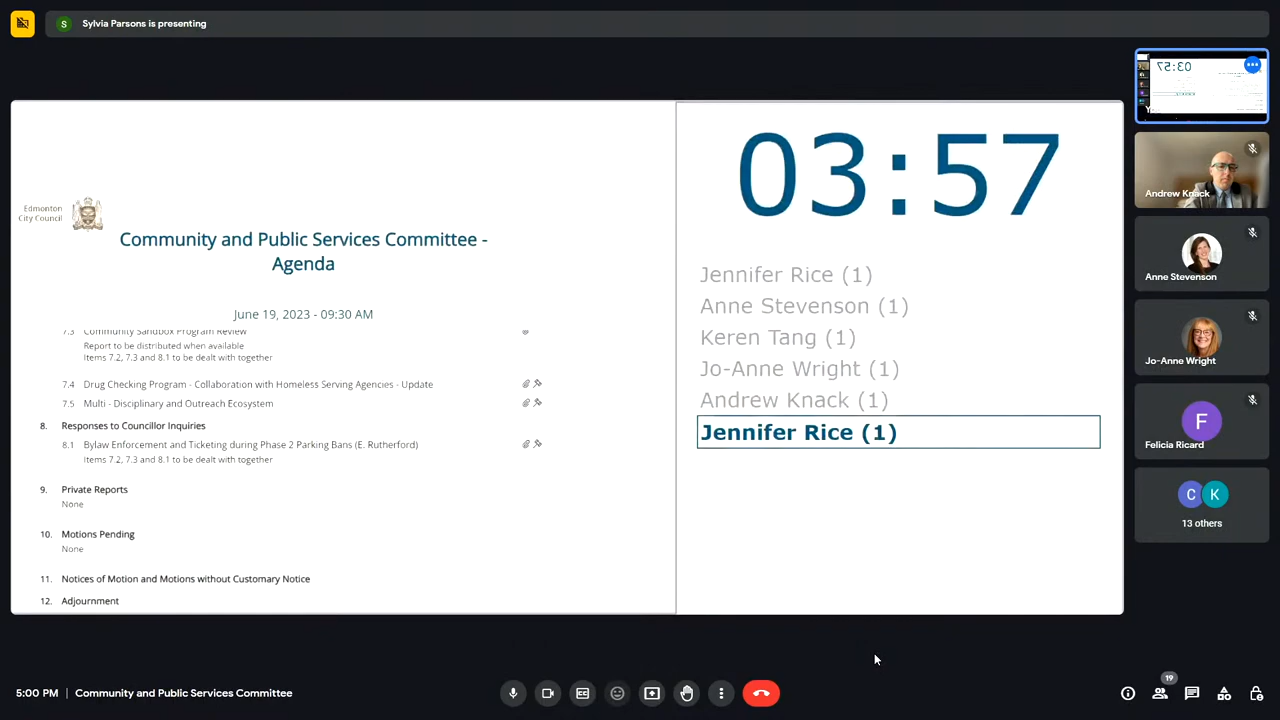 S Sylvia Parsons is presenting
Edmonton
City Council
Community and Public Services Committee -
Agenda
June 19, 2023 - 09:30 AM
7.3 Community Sandbox Program Review
Report to be distributed when available
Items 7.2, 7.3 and 8.1 to be dealt with together
7.4 Drug Checking Program - Collaboration with Homeless Serving Agencies - Update
7.5 Multi - Disciplinary and Outreach Ecosystem
8. Responses to Councillor Inquiries
8.1 Bylaw Enforcement and Ticketing during Phase 2 Parking Bans (E. Rutherford)
Items 7.2, 7.3 and 8.1 to be dealt with together
9. Private Reports
None
10. Motions Pending
None
11. Notices of Motion and Motions without Customary Notice
12. Adjournment
03:57
Jennifer Rice (1)
Anne Stevenson (1)
Keren Tang (1)
Jo-Anne Wright (1)
Andrew Knack (1)
Jennifer Rice (1)
03:57
Andrew Knack
Anne Stevenson
Jo-Anne Wright
F
Felicia Ricard
C K
13 others
5:00 PM | Community and Public Services Committee
19